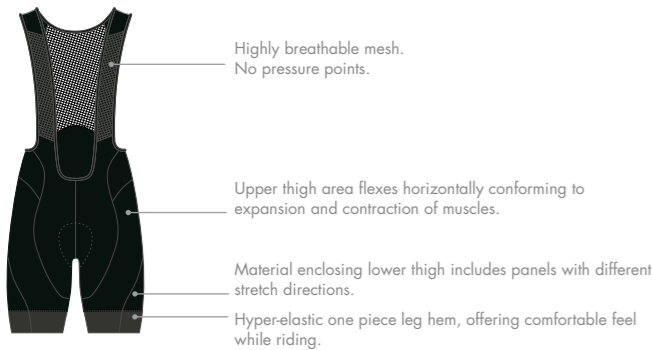 Highly breathable mesh.
No pressure points.
Upper thigh area flexes horizontally conforming to
expansion and contraction of muscles.
Material enclosing lower thigh includes panels with different
stretch directions.
Hyper-elastic one piece leg hem, offering comfortable feel
while riding.